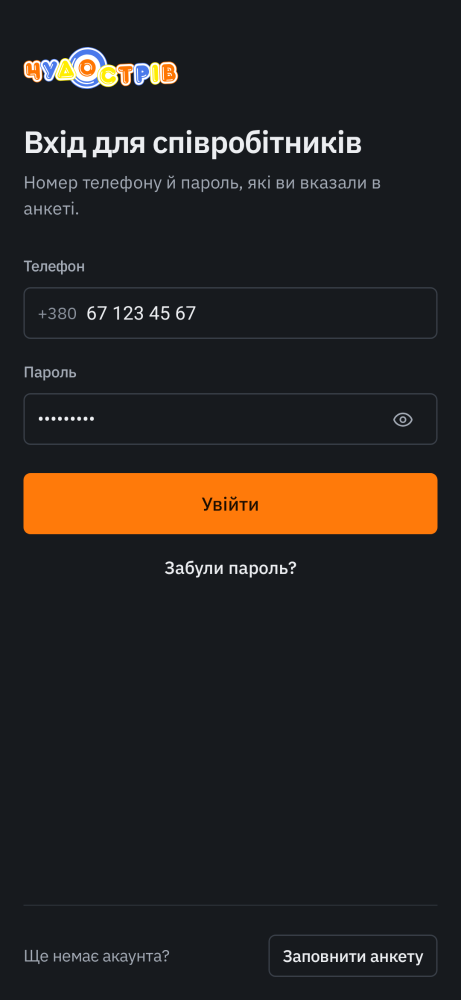 ЧУДОСТРІВ
Вхід для співробітників
Номер телефону й пароль, які ви вказали в
анкеті.
Телефон
+380 67 123 45 67
Пароль
•••••••••
Увійти
Забули пароль?
Ще немає акаунта?
Заповнити анкету